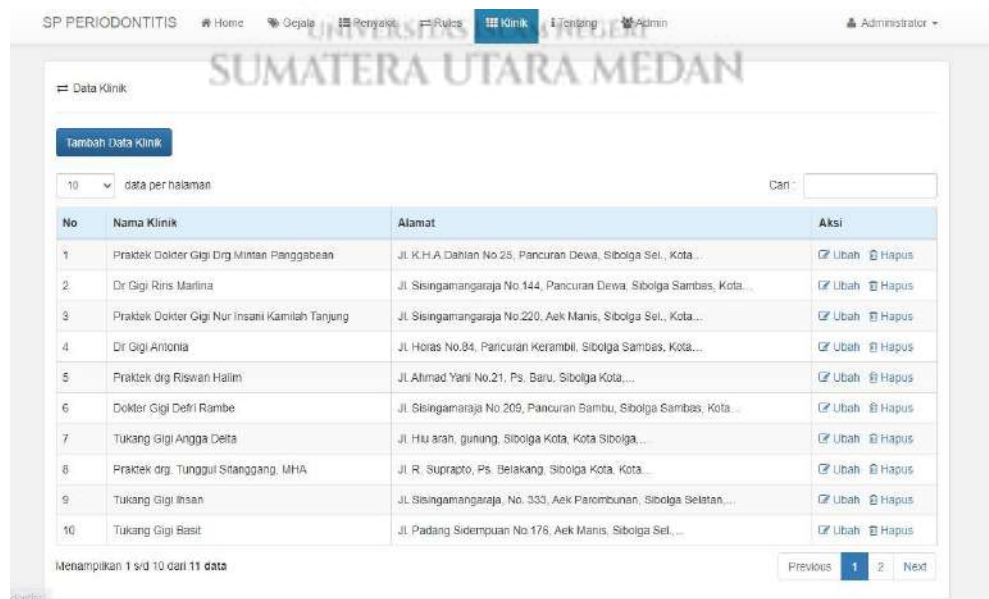 SP PERIODONTITIS Home Gejala Penyakit Rules Klinik Tentang Admin Administrator
UNIVERSITAS ISLAM NEGERI
SUMATERA UTARA MEDAN
Data Klinik
Tambah Data Klinik
10 data per halaman Cari :
No Nama Klinik Alamat Aksi
1 Praktek Dokter Gigi Drg.Mintan Panggabean Jl. K.H.A.Dahlan No.25, Pancuran Dewa, Sibolga Sel., Kota... Ubah Hapus
2 Dr Gigi Riris Marlina Jl. Sisingamangaraja No.144, Pancuran Dewa, Sibolga Sambas, Kota... Ubah Hapus
3 Praktek Dokter Gigi Nur Insani Kamilah Tanjung Jl. Sisingamangaraja No.220, Aek Manis, Sibolga Sel., Kota... Ubah Hapus
4 Dr Gigi Antonia Jl. Horas No.84, Pancuran Kerambil, Sibolga Sambas, Kota... Ubah Hapus
5 Praktek drg Riswan Halim Jl. Ahmad Yani No.21, Ps. Baru, Sibolga Kota,... Ubah Hapus
6 Dokter Gigi Defri Rambe Jl. Sisingamaraja No.209, Pancuran Bambu, Sibolga Sambas, Kota... Ubah Hapus
7 Tukang Gigi Angga Delta Jl. Hiu arah, gunung, Sibolga Kota, Kota Sibolga,... Ubah Hapus
8 Praktek drg. Tunggul Sitanggang, MHA Jl. R. Suprapto, Ps. Belakang, Sibolga Kota, Kota... Ubah Hapus
9 Tukang Gigi Ihsan Jl. Sisingamangaraja, No. 333, Aek Parombunan, Sibolga Selatan,... Ubah Hapus
10 Tukang Gigi Basit Jl. Padang Sidempuan No.176, Aek Manis, Sibolga Sel.,... Ubah Hapus
Menampilkan 1 s/d 10 dari 11 data Previous 1 2 Next